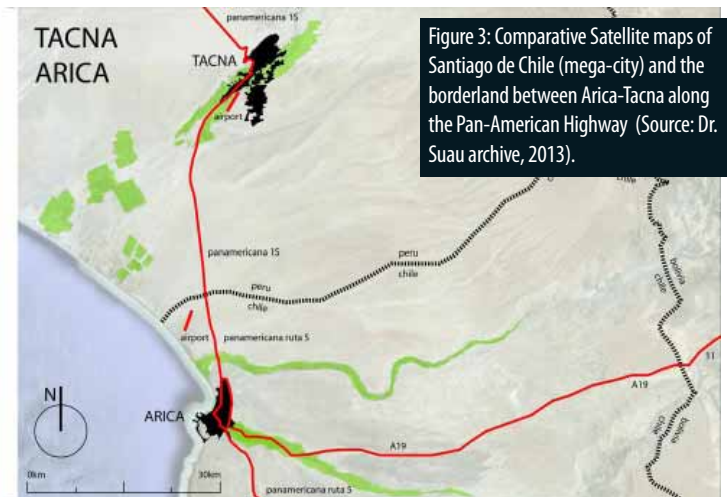 TACNA
ARICA
panamericana 1S
TACNA
airport
Figure 3: Comparative Satellite maps of
Santiago de Chile (mega-city) and the
borderland between Arica-Tacna along
the Pan-American Highway (Source: Dr.
Suau archive, 2013).
panamericana 1S
peru
chile
bolivia
chile
peru
chile
airport
panamericana ruta 5
11
A19
N
ARICA
A19
bolivia
chile
0km
30km
panamericana ruta 5